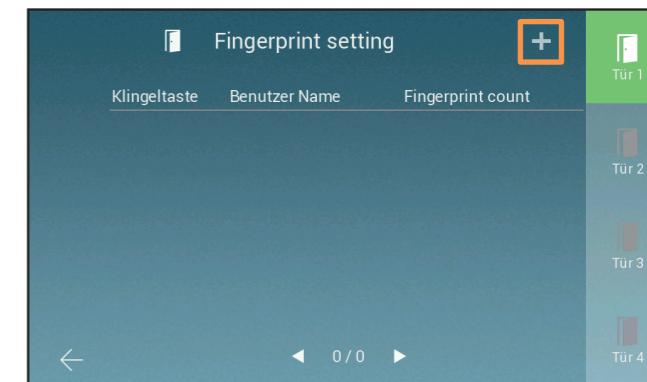 Fingerprint setting +
Klingeltaste Benutzer Name Fingerprint count
Tür 1
Tür 2
Tür 3
Tür 4
0 / 0